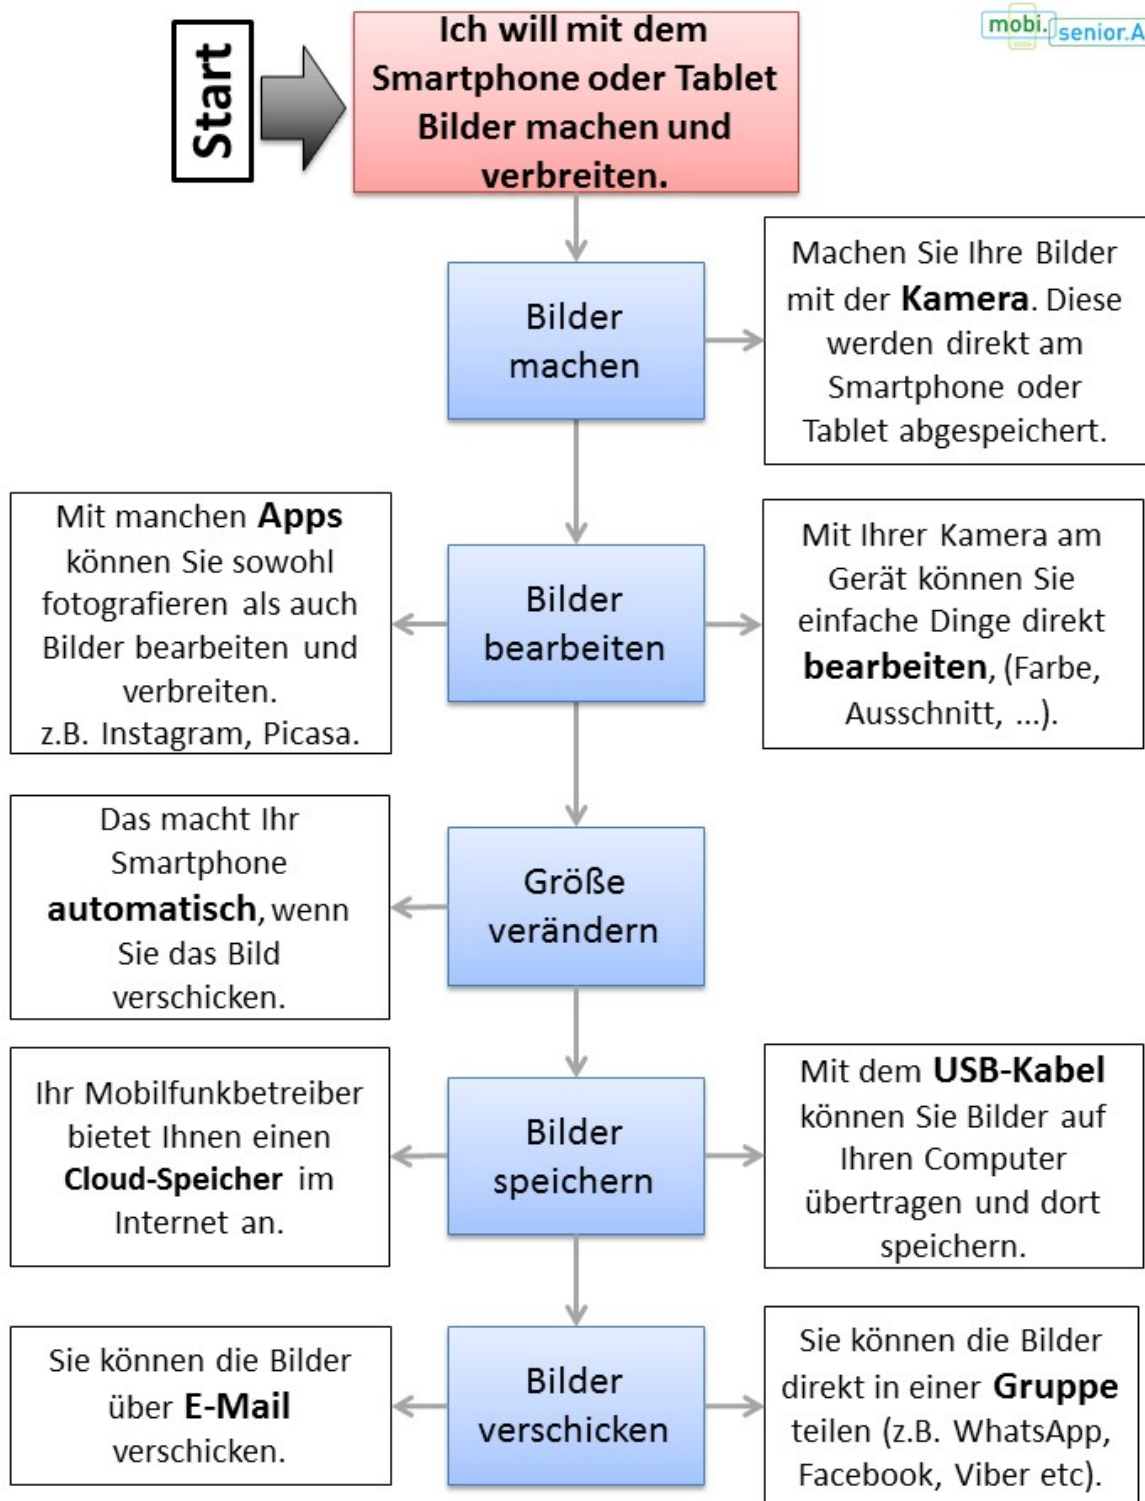 Start
Ich will mit dem
Smartphone oder Tablet
Bilder machen und
verbreiten.
mobi.
senior.A
Bilder
machen
Machen Sie Ihre Bilder
mit der Kamera. Diese
werden direkt am
Smartphone oder
Tablet abgespeichert.
Mit manchen Apps
können Sie sowohl
fotografieren als auch
Bilder bearbeiten und
verbreiten.
z.B. Instagram, Picasa.
Bilder
bearbeiten
Mit Ihrer Kamera am
Gerät können Sie
einfache Dinge direkt
bearbeiten, (Farbe,
Ausschnitt, ...).
Das macht Ihr
Smartphone
automatisch, wenn
Sie das Bild
verschicken.
Größe
verändern
Ihr Mobilfunkbetreiber
bietet Ihnen einen
Cloud-Speicher im
Internet an.
Bilder
speichern
Mit dem USB-Kabel
können Sie Bilder auf
Ihren Computer
übertragen und dort
speichern.
Sie können die Bilder
über E-Mail
verschicken.
Bilder
verschicken
Sie können die Bilder
direkt in einer Gruppe
teilen (z.B. WhatsApp,
Facebook, Viber etc).